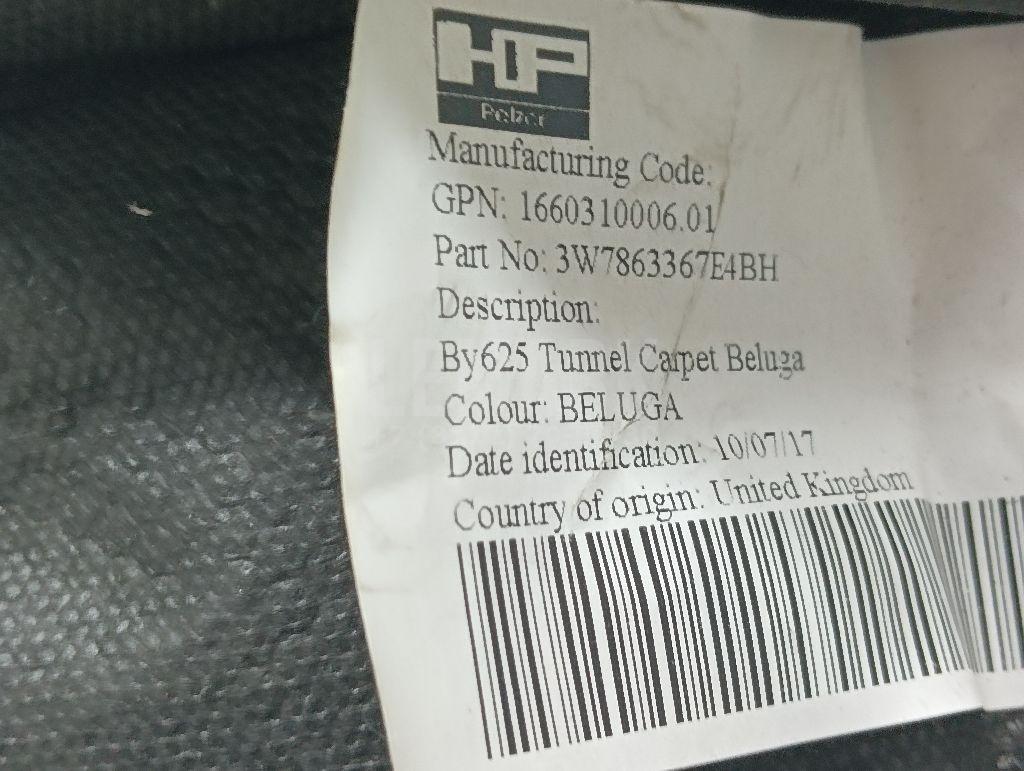 HP
Pelzer
Manufacturing Code:
GPN: 1660310006.01
Part No: 3W7863367E4BH
Description:
By625 Tunnel Carpet Beluga
Colour: BELUGA
Date identification: 10/07/17
Country of origin: United Kingdom